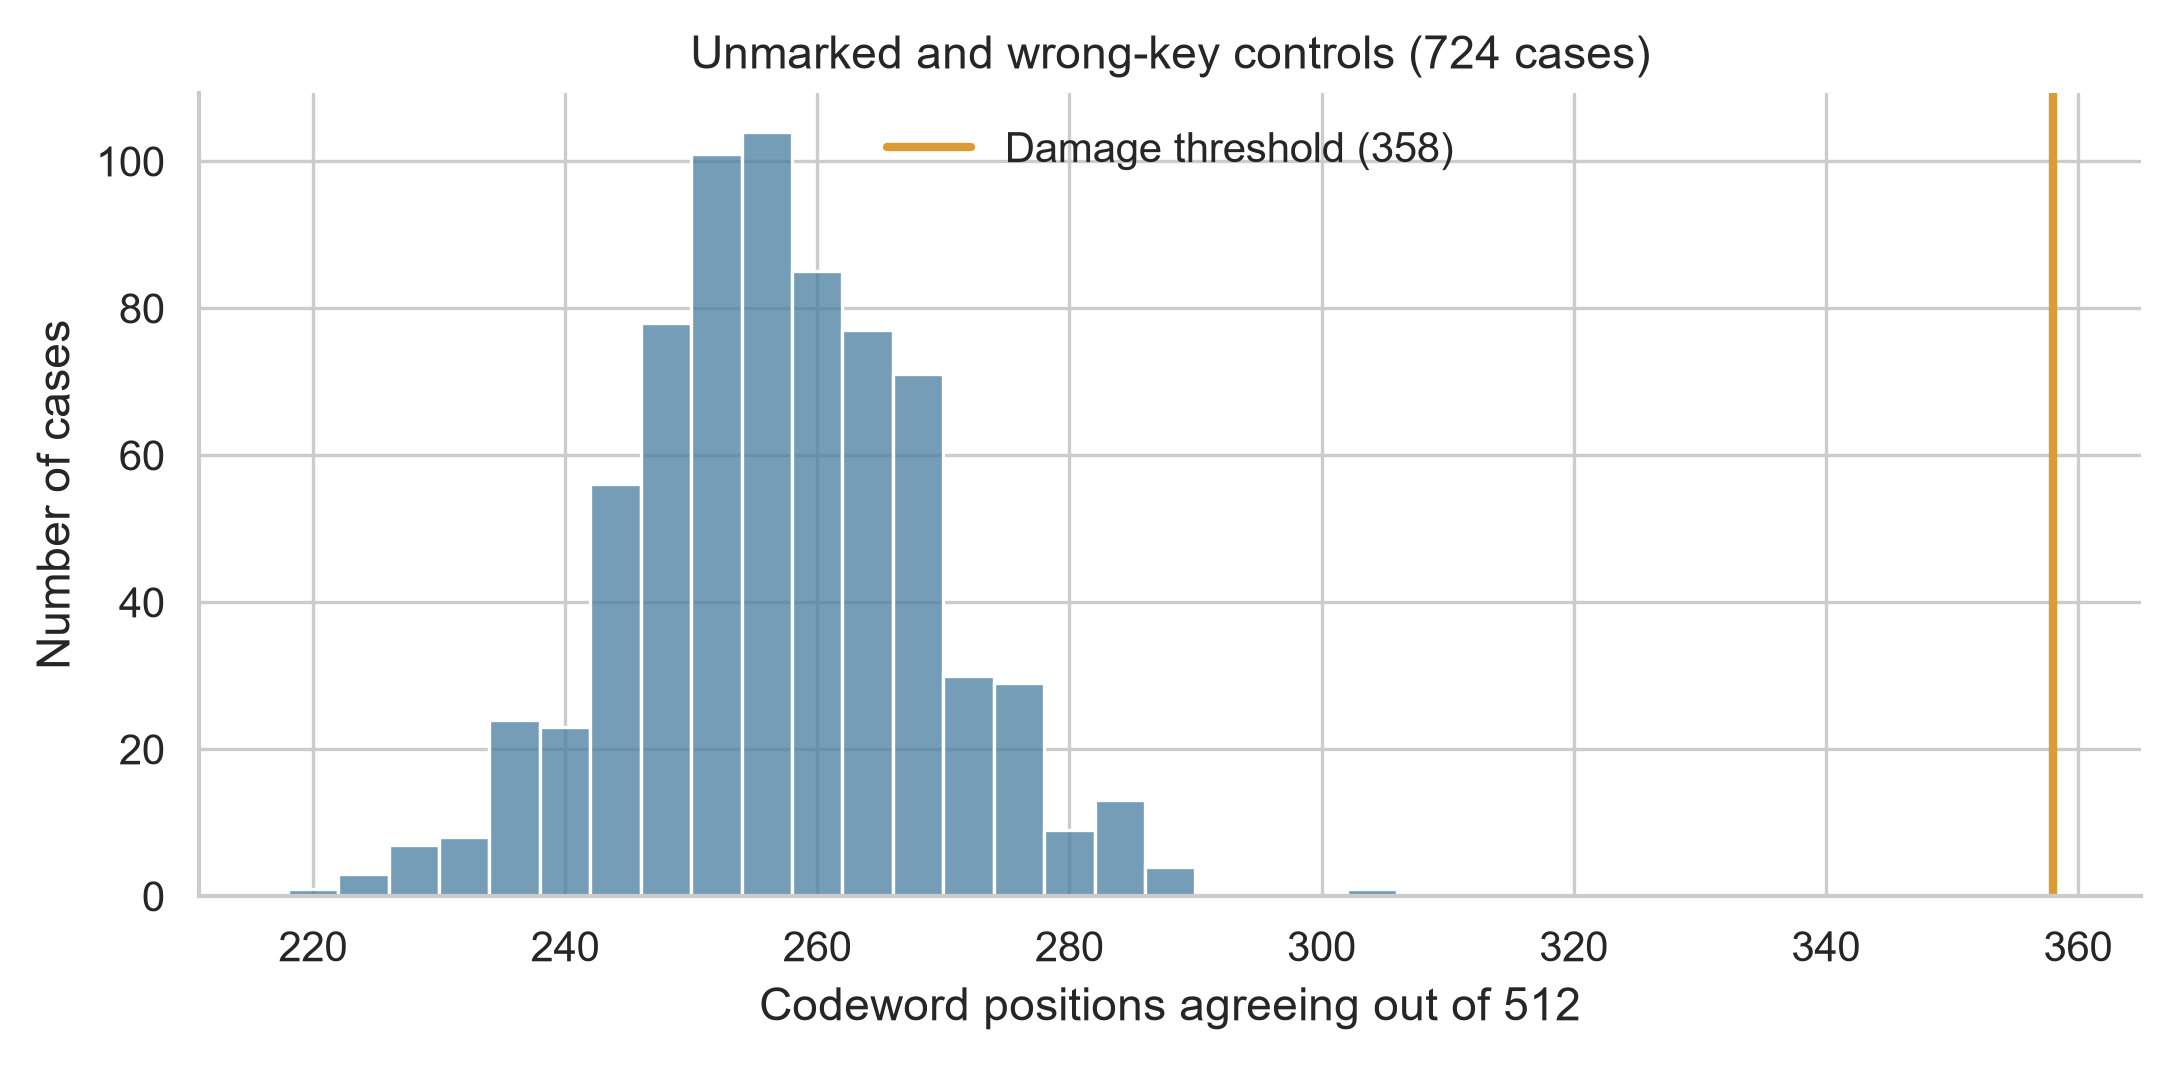 Unmarked and wrong-key controls (724 cases)
Damage threshold (358)
Number of cases
100
80
60
40
20
0
220 240 260 280 300 320 340 360
Codeword positions agreeing out of 512